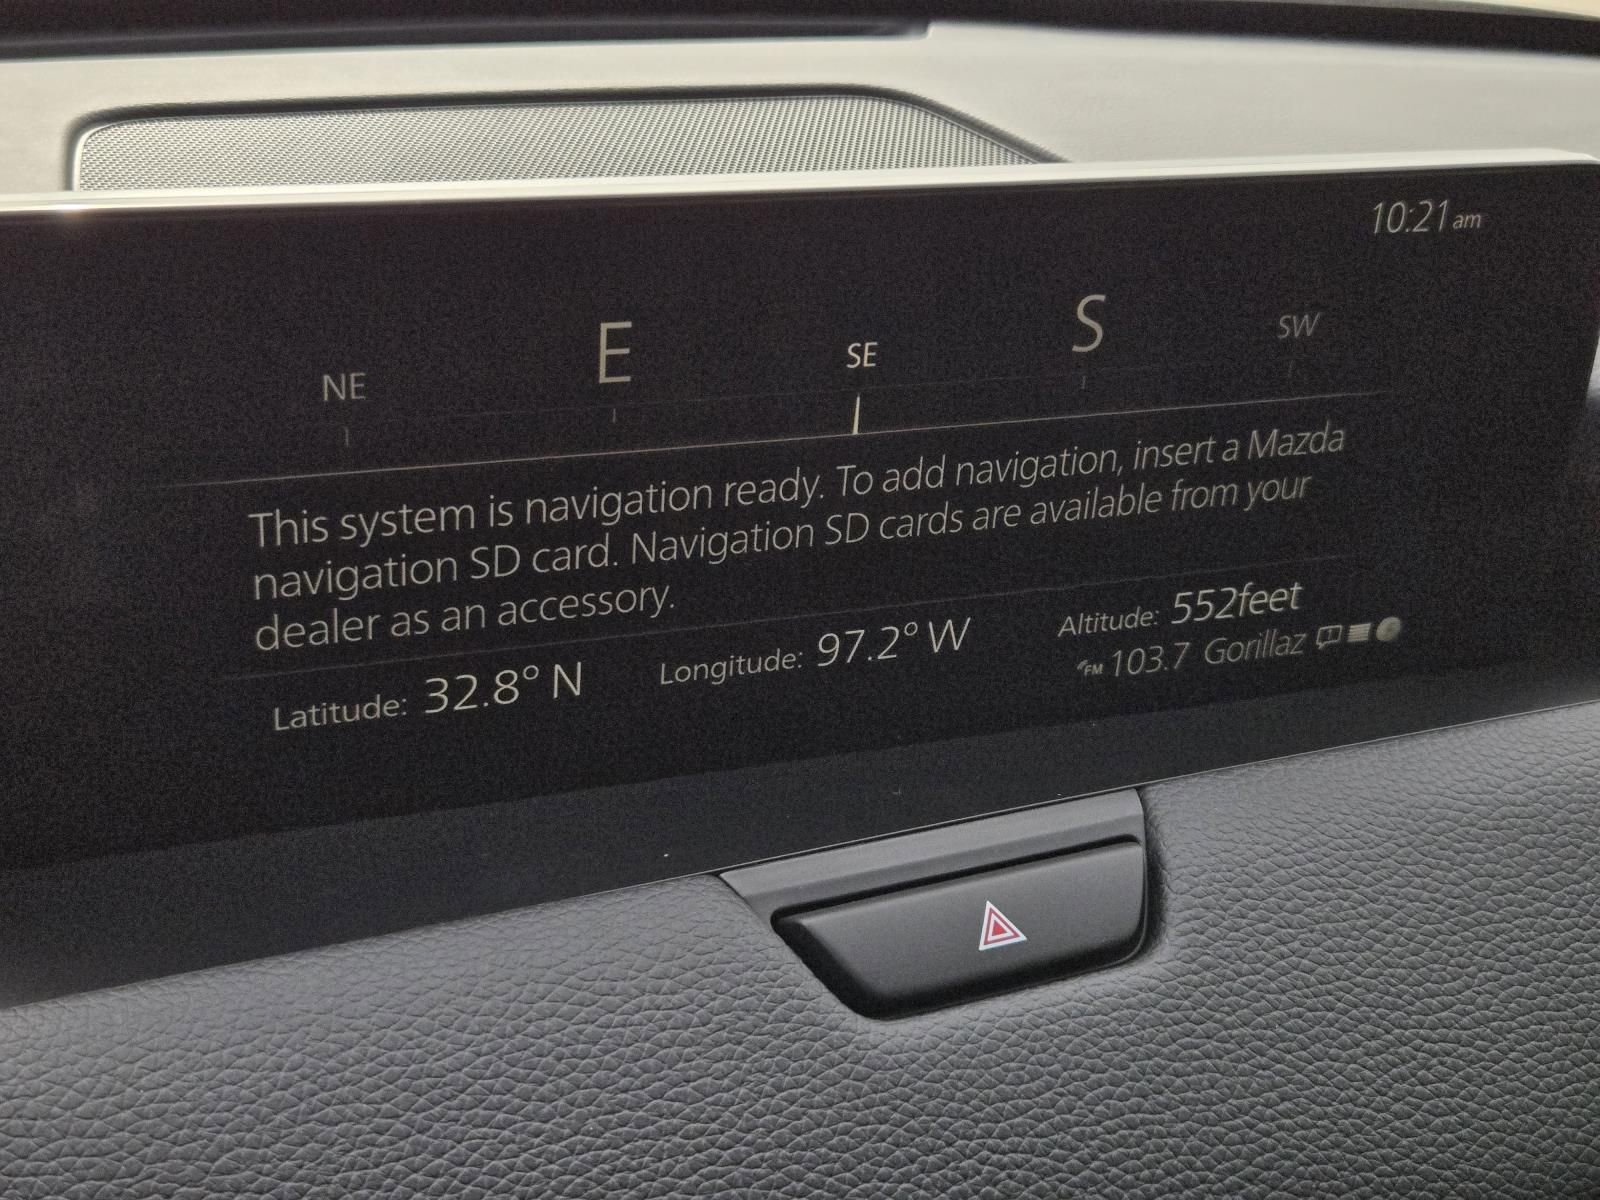 10:21 am
NE E SE S SW
This system is navigation ready. To add navigation, insert a Mazda
navigation SD card. Navigation SD cards are available from your
dealer as an accessory.
Latitude: 32.8° N Longitude: 97.2° W Altitude: 552feet
FM 103.7 Gorillaz